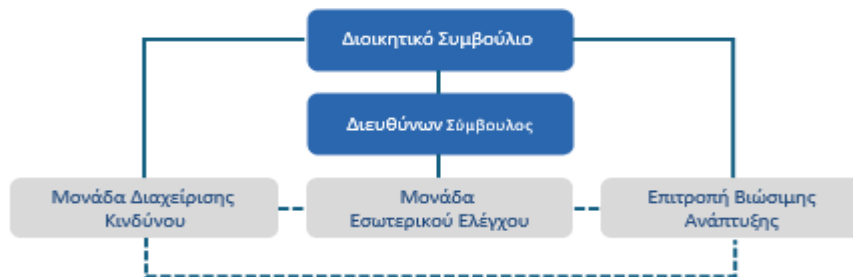 Διοικητικό Συμβούλιο
Διευθύνων Σύμβουλος
Μονάδα Διαχείρισης
Κινδύνου
Μονάδα
Εσωτερικού Ελέγχου
Επιτροπή Βιώσιμης
Ανάπτυξης